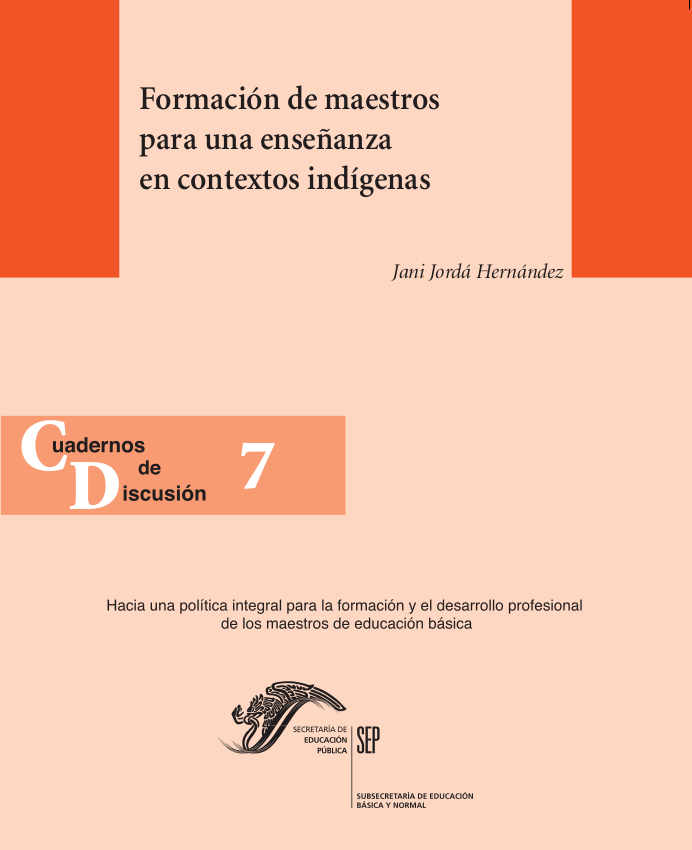 Formación de maestros
para una enseñanza
en contextos indígenas
Jani Jordá Hernández
Cuadernos
de
Discusión
7
Hacia una política integral para la formación y el desarrollo profesional
de los maestros de educación básica
SECRETARÍA DE
EDUCACIÓN
PÚBLICA
SEP
SUBSECRETARÍA DE EDUCACIÓN
BÁSICA Y NORMAL